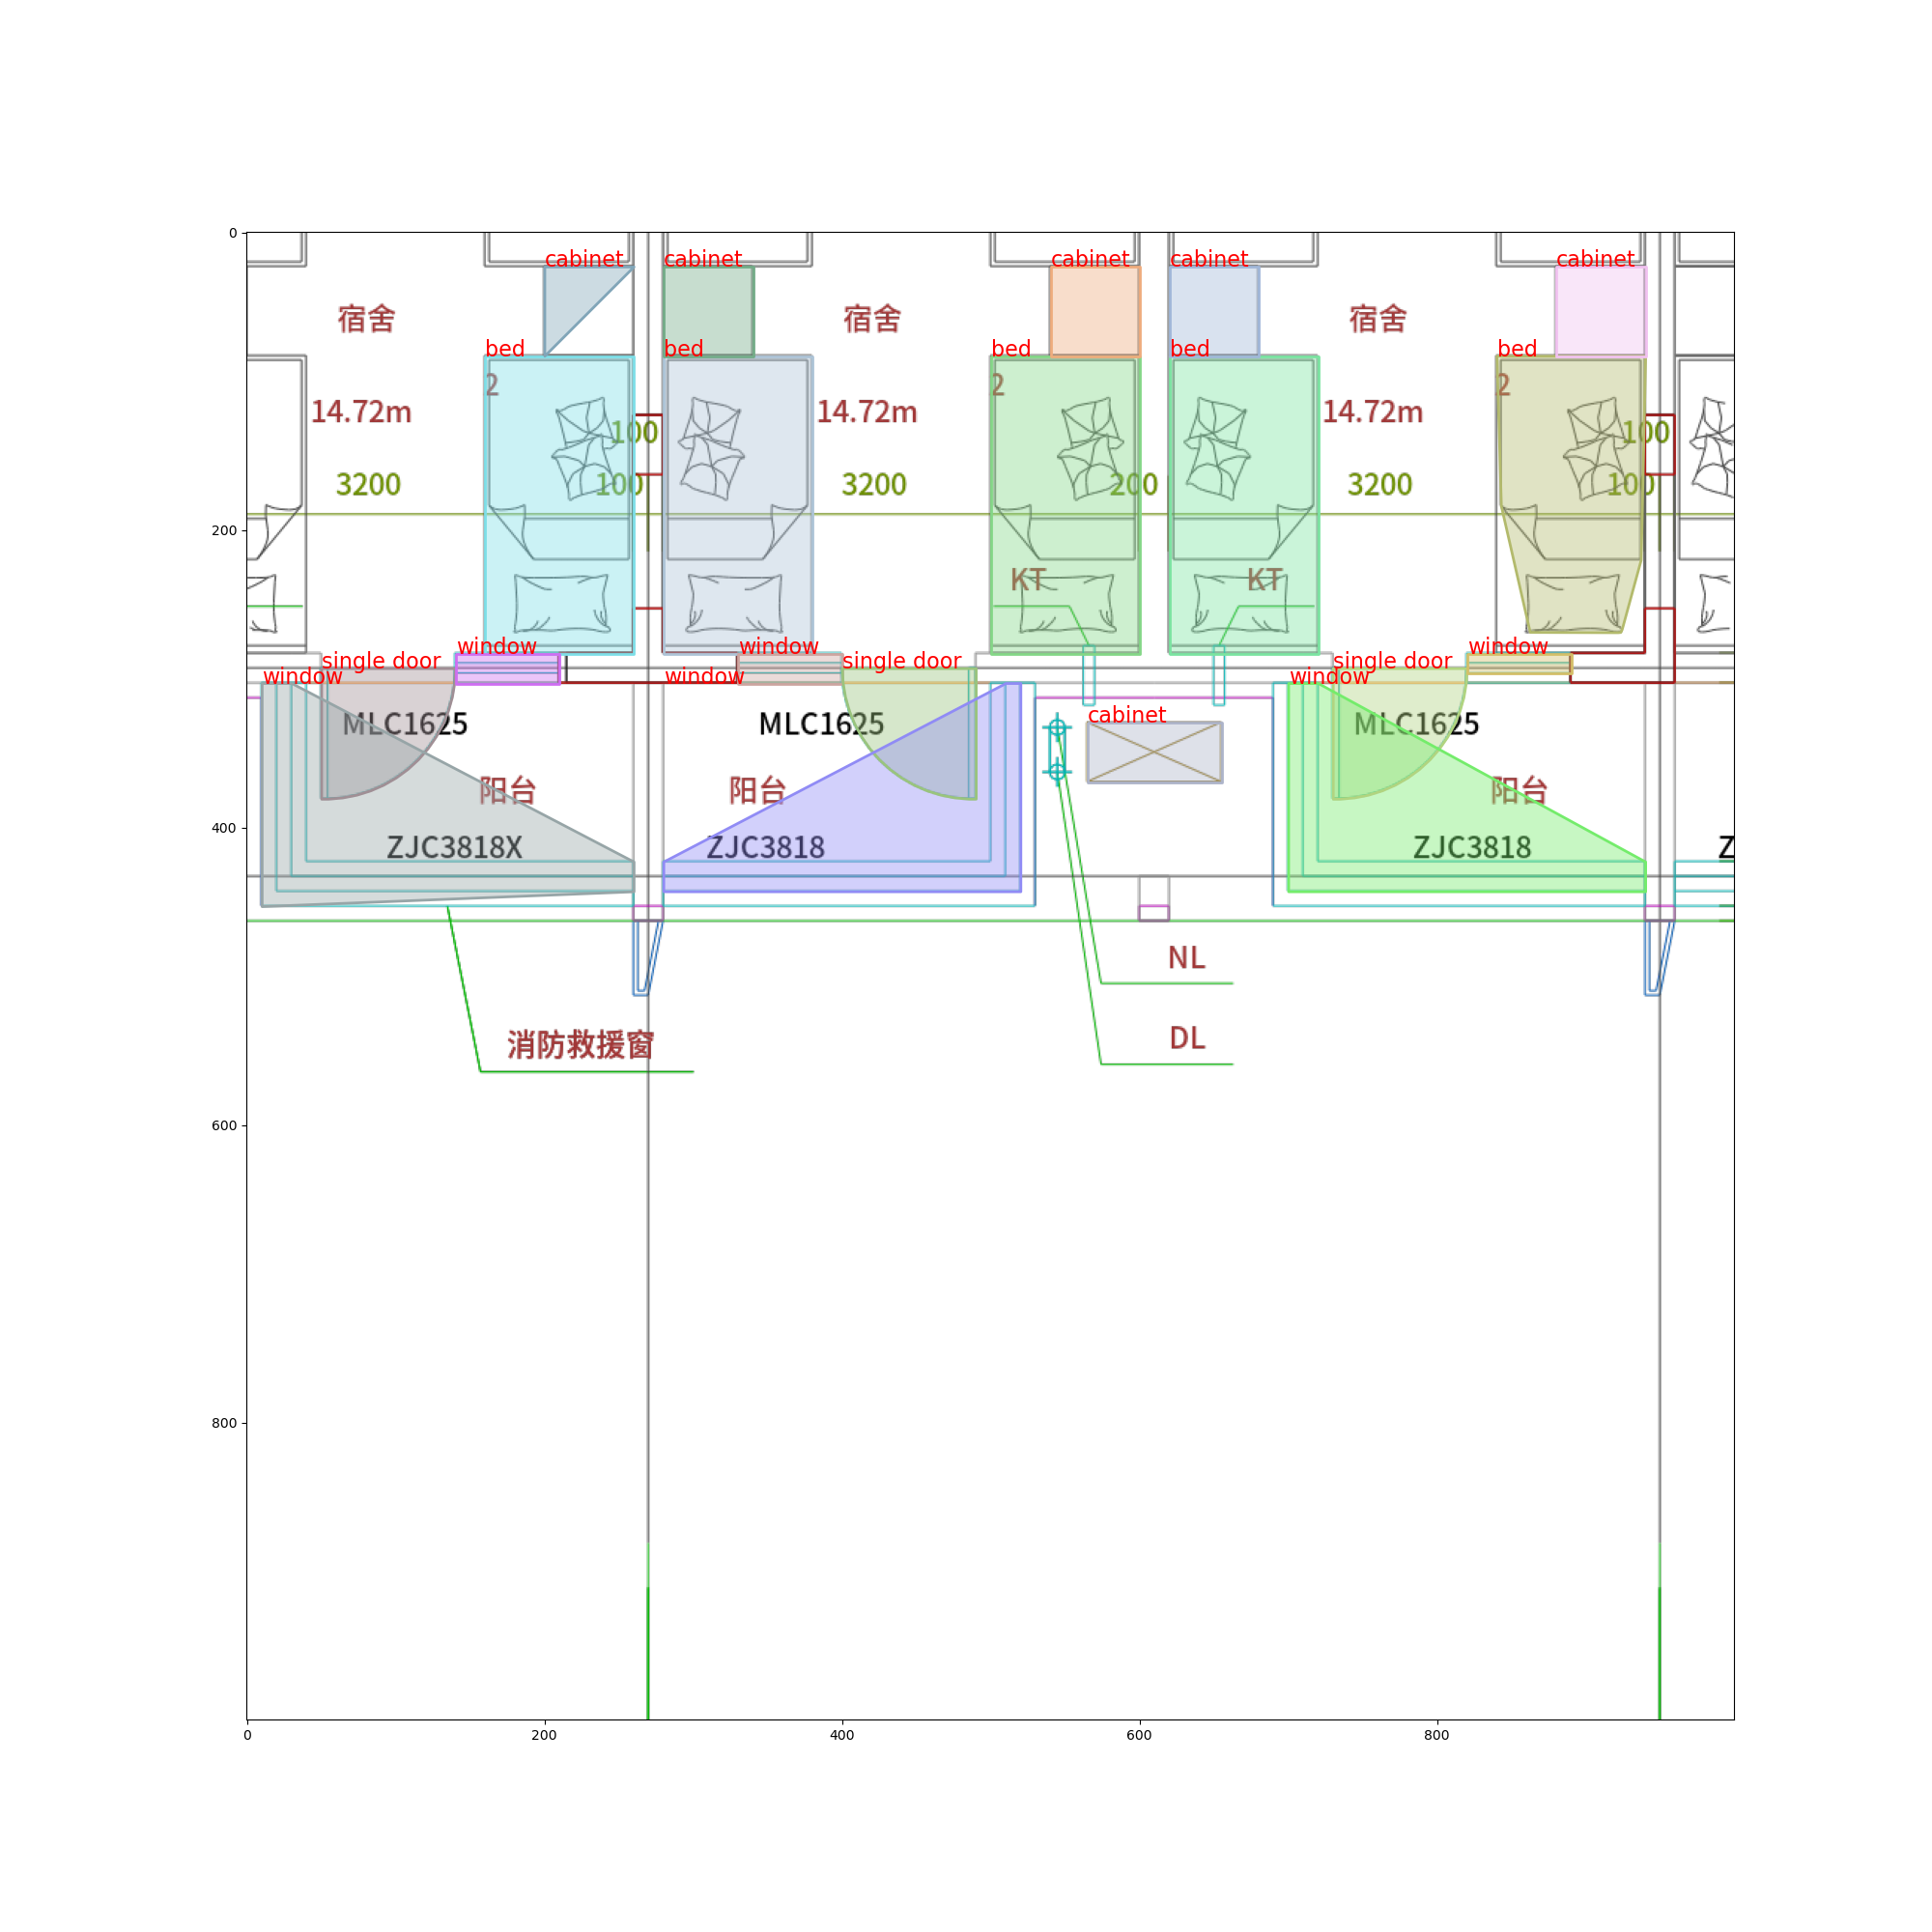 0
cabinet cabinet cabinet cabinet cabinet
宿舍 宿舍 宿舍
bed bed bed bed bed
2 2 2
14.72m 14.72m 14.72m
100 100
3200 100 3200 200 3200 100
200
KT KT
window window window
single door single door single door
window window window
MLC1625 MLC1625 MLC1625
cabinet
阳台 阳台 阳台
400
ZJC3818X ZJC3818 ZJC3818 Z
NL
消防救援窗
DL
600
800
0 200 400 600 800